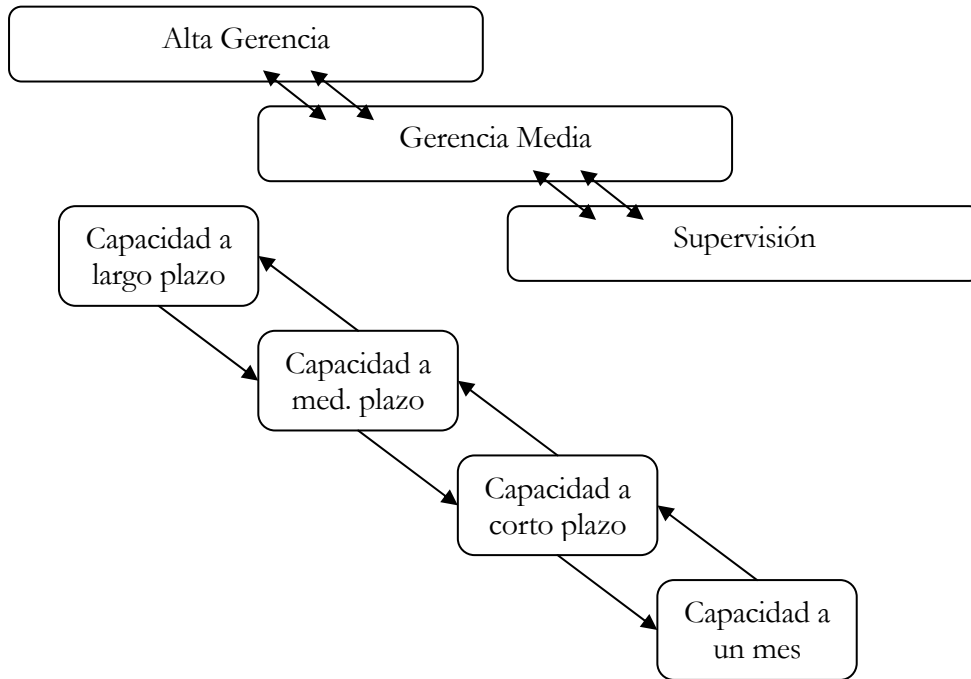 Alta Gerencia
Gerencia Media
Supervisión
Capacidad a
largo plazo
Capacidad a
med. plazo
Capacidad a
corto plazo
Capacidad a
un mes